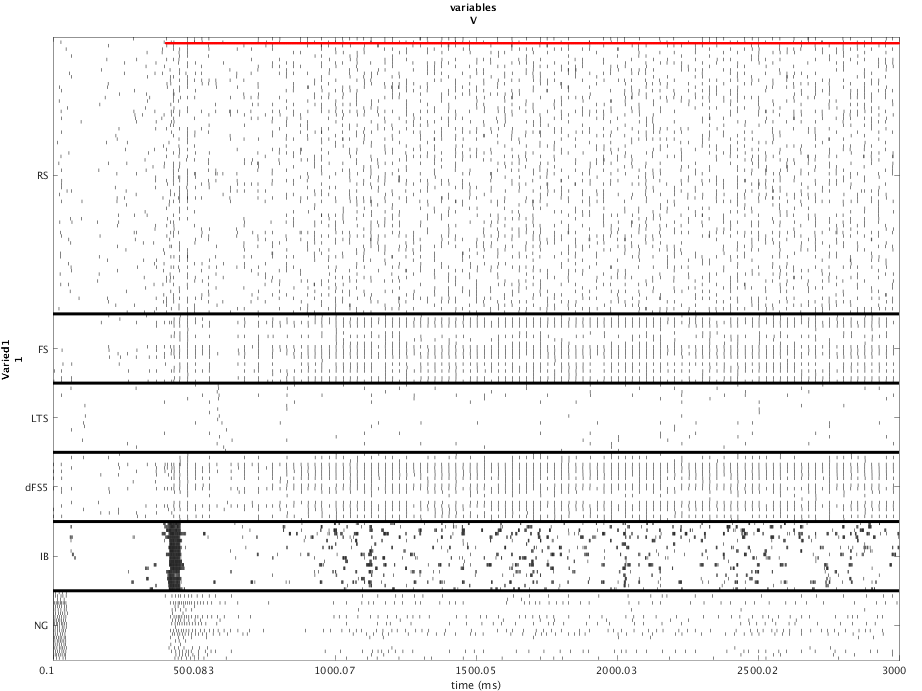 variables
V
RS
FS
LTS
dFS5
IB
NG
Varied1
1
0.1 500.083 1000.07 1500.05 2000.03 2500.02 3000
time (ms)